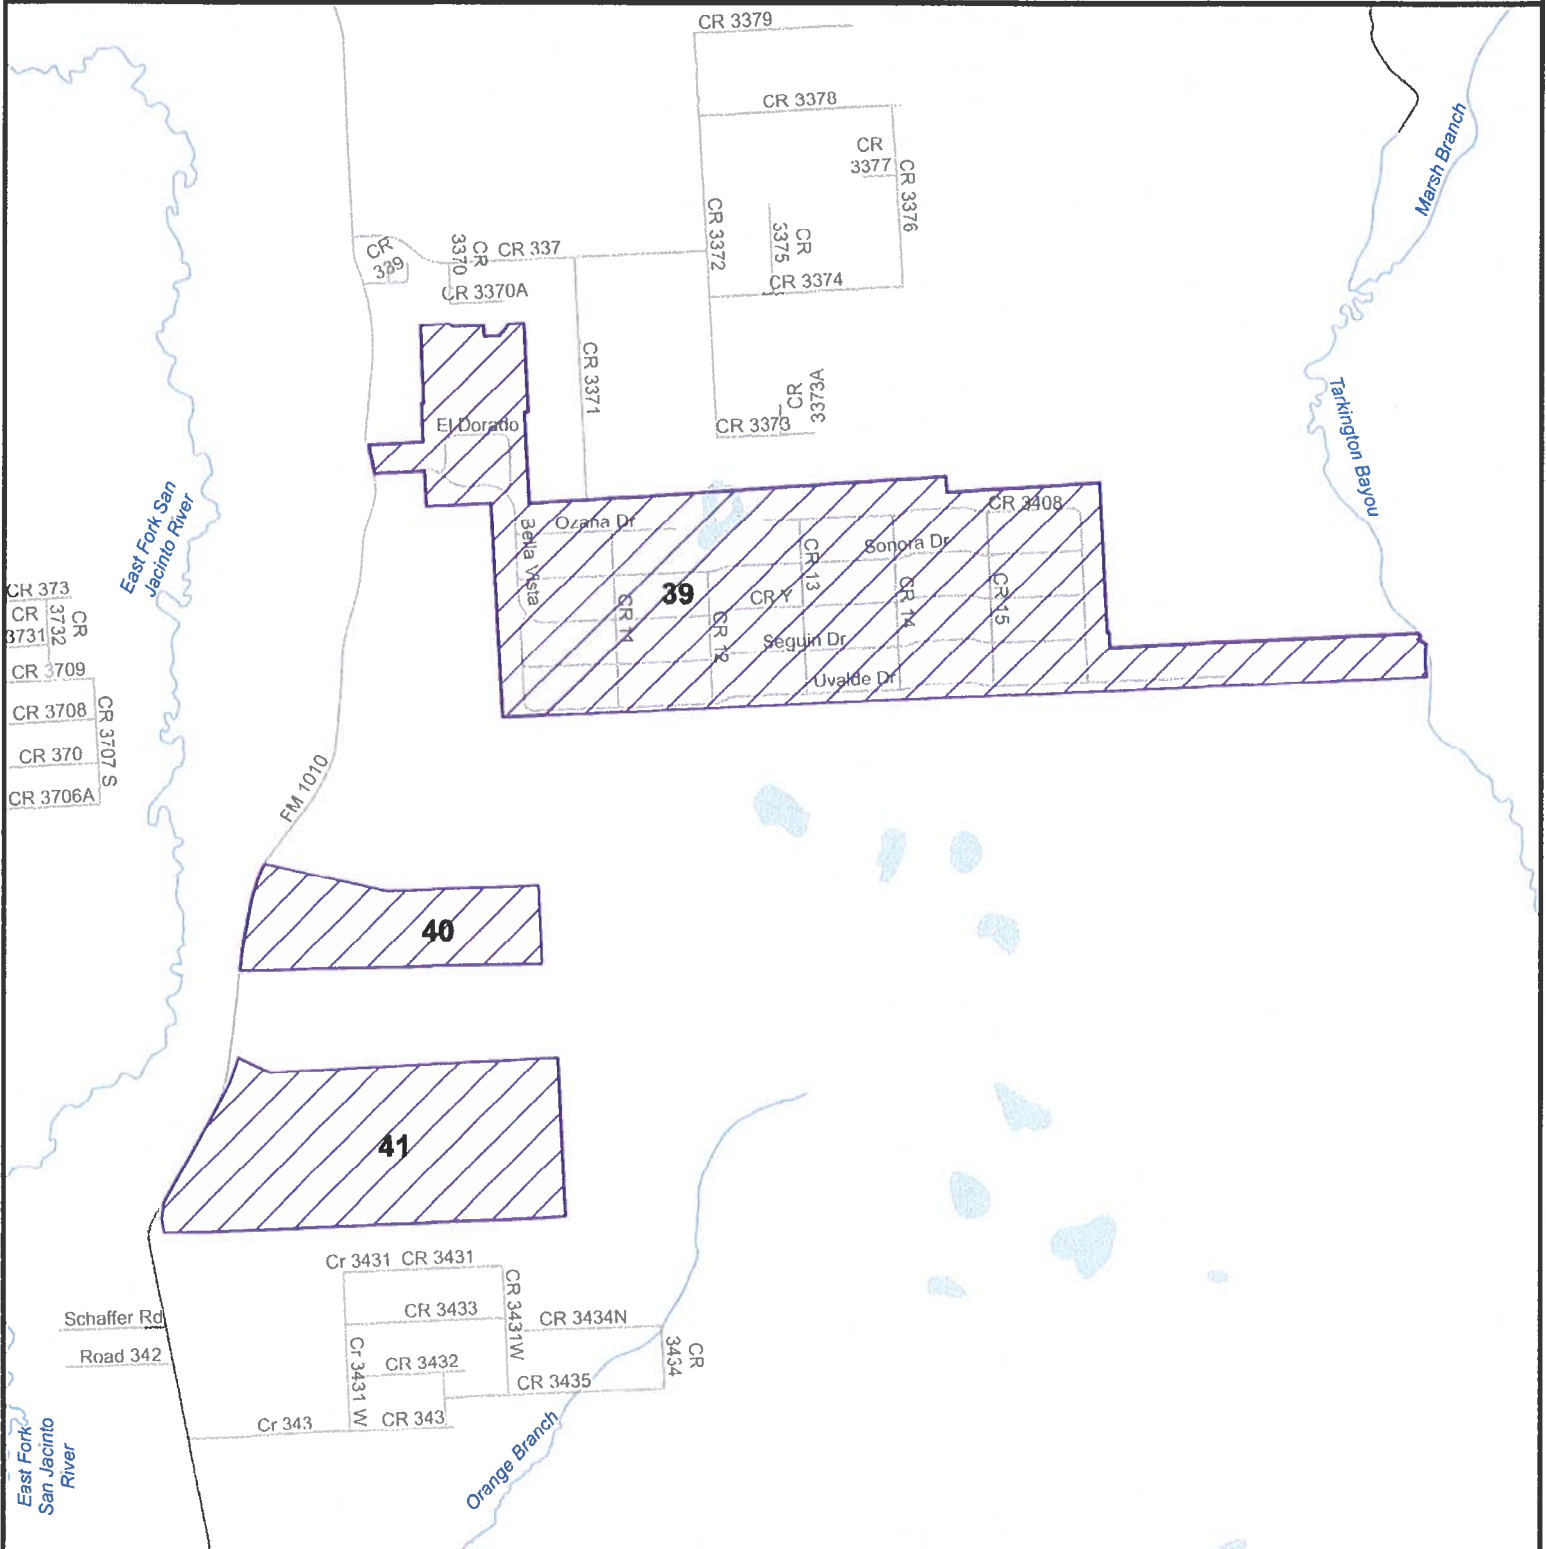 CR 3379
CR 3378
CR
3377
CR 3376
Marsh Branch
CR 3372
CR
3375
CR 3374
CR
339
CR
3370
CR 337
CR 3370A
CR 3371
CR
3373A
CR 3373
El Dorado
Tarkington Bayou
East Fork San
Jacinto River
Bella Vista
Ozana Dr
CR 3408
Sonora Dr
CR 13
CR 14
CR 15
39
CR Y
CR 11
CR 12
Seguin Dr
Uvalde Dr
CR 373
CR
3731
CR
3732
CR 3709
CR 3708
CR 3707 S
CR 370
CR 3706A
FM 1010
40
41
Cr 3431
CR 3431
CR 3431W
CR 3433
CR 3434N
CR
3434
Schaffer Rd
Road 342
Cr 3431 W
CR 3432
CR 3435
Cr 343
CR 343
Orange Branch
East Fork
San Jacinto
River